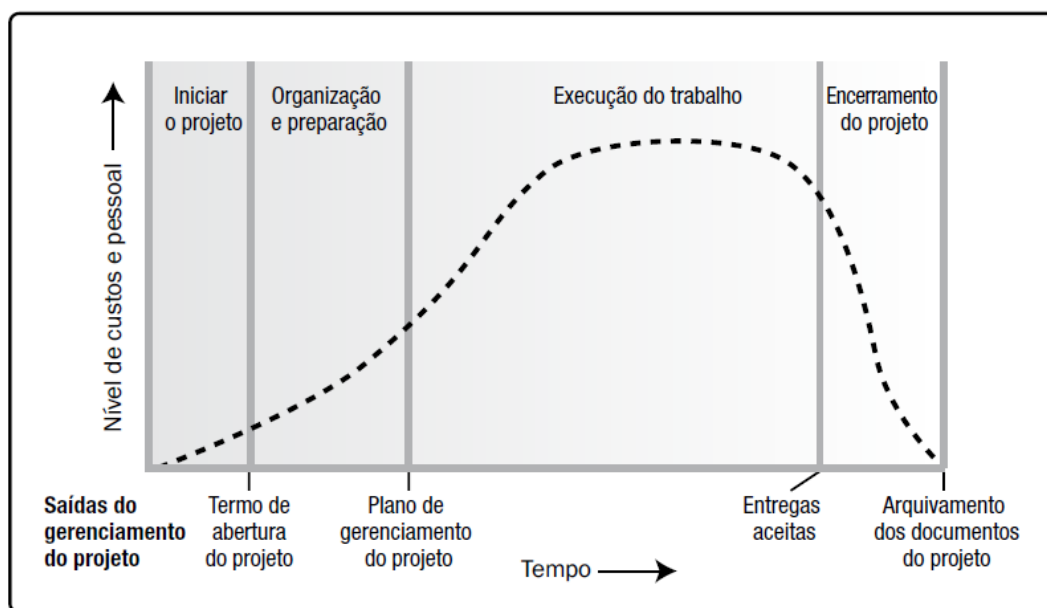 Iniciar
o projeto
Organização
e preparação
Execução do trabalho
Encerramento
do projeto
Nível de custos e pessoal
Saídas do
gerenciamento
do projeto
Termo de
abertura
do projeto
Plano de
gerenciamento
do projeto
Entregas
aceitas
Arquivamento
dos documentos
do projeto
Tempo